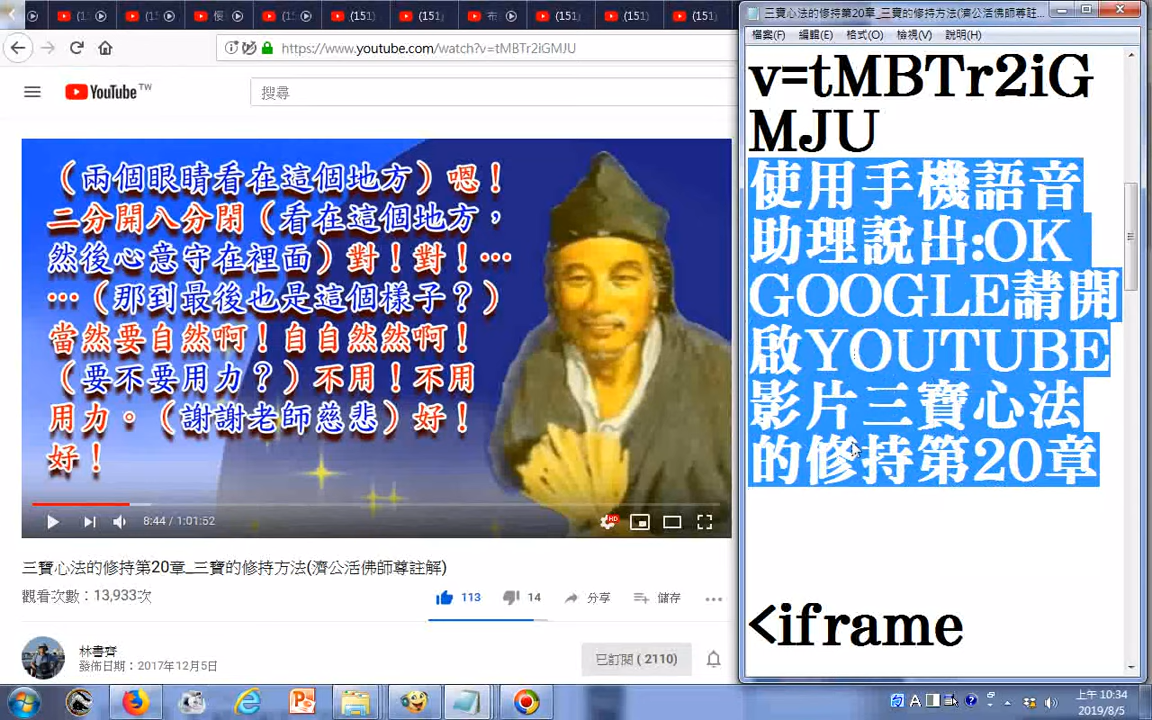 (151)
(151
(151)
(151)
(151)
三寶心法的修持第20章_三寶的修持方法(濟公活佛師尊註...
https://www.youtube.com/watch?v=tMBTr2iGMJU
檔案(F) 編輯(E) 格式(O) 檢視(V) 說明(H)
YouTube TW
搜尋
(兩個眼睛看在這個地方)嗯！
二分開八分閉(看在這個地方，
然後心意守在裡面)對！對！…
…(那到最後也是這個樣子？)
當然要自然啊！自自然然啊！
(要不要用力？)不用！不用
用力。(謝謝老師慈悲)好！
好！
8:44 / 1:01:52
HD
三寶心法的修持第20章_三寶的修持方法(濟公活佛師尊註解)
觀看次數：13,933次
113 14 分享 儲存
林書齊
發佈日期：2017年12月5日
已訂閱 (2110)
v=tMBTr2iG
MJU
使用手機語音
助理說出:OK
GOOGLE請開
啟YOUTUBE
影片三寶心法
的修持第20章
<iframe
上午 10:34
2019/8/5